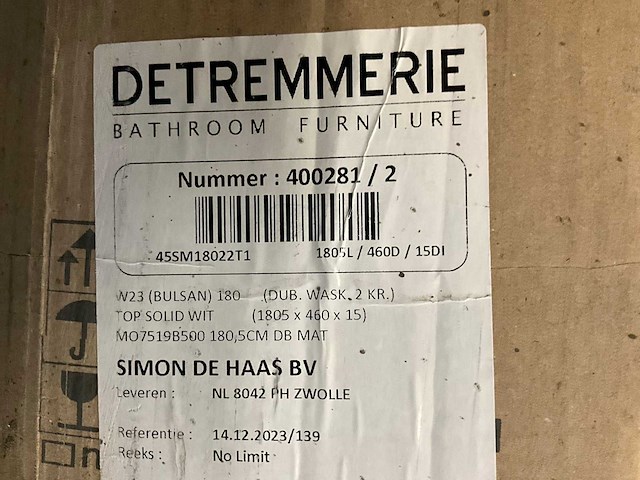 DETREMMERIE
BATHROOM FURNITURE
Nummer : 400281 / 2
45SM18022T1 1805L / 460D / 15DI
W23 (BULSAN) 180 (DUB. WASK. 2 KR.)
TOP SOLID WIT (1805 x 460 x 15)
MO7519B500 180,5CM DB MAT
SIMON DE HAAS BV
Leveren : NL 8042 PH ZWOLLE
Referentie : 14.12.2023/139
Reeks : No Limit